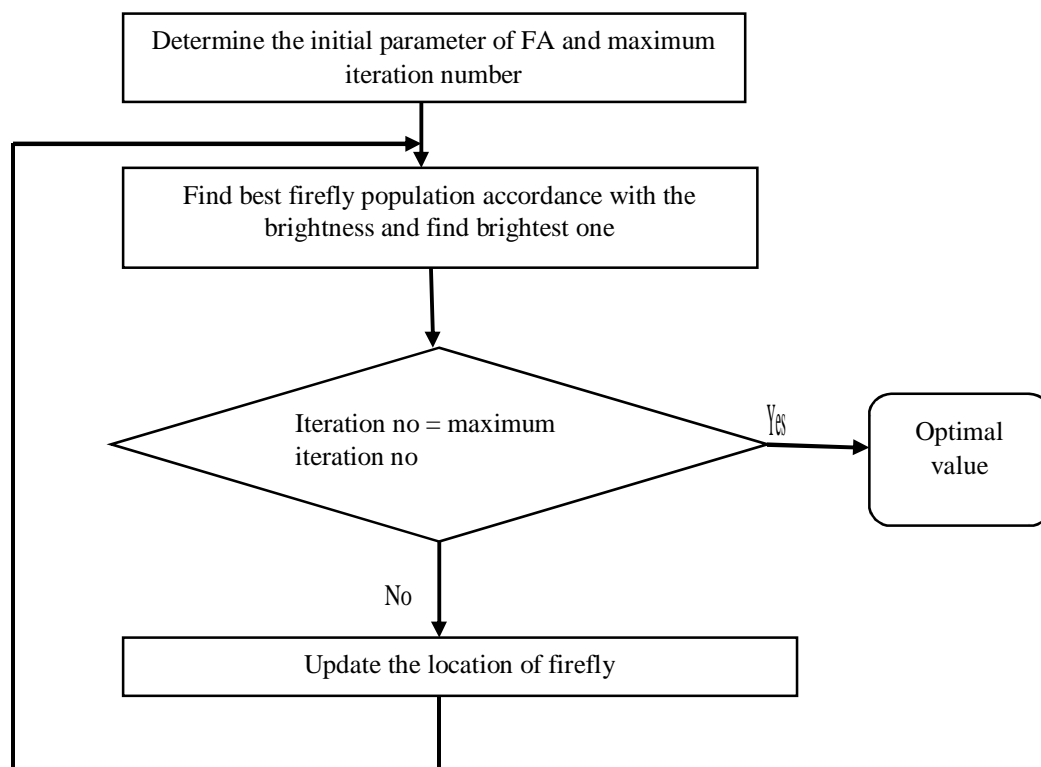 Determine the initial parameter of FA and maximum
iteration number
Find best firefly population accordance with the
brightness and find brightest one
Iteration no = maximum
iteration no
Yes
Optimal
value
No
Update the location of firefly